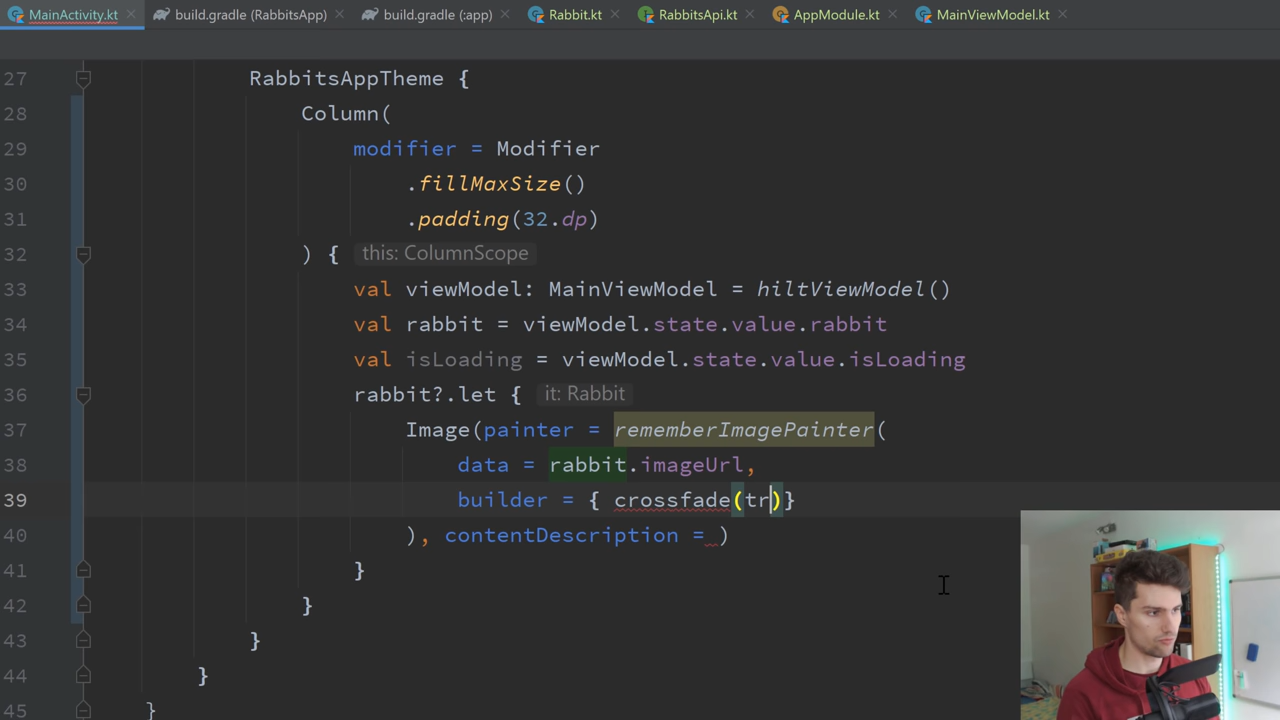 MainActivity.kt build.gradle (RabbitsApp) build.gradle (:app) Rabbit.kt RabbitsApi.kt AppModule.kt MainViewModel.kt
27 RabbitsAppTheme {
28 Column(
29 modifier = Modifier
30 .fillMaxSize()
31 .padding(32.dp)
32 ) { this: ColumnScope
33 val viewModel: MainViewModel = hiltViewModel()
34 val rabbit = viewModel.state.value.rabbit
35 val isLoading = viewModel.state.value.isLoading
36 rabbit?.let { it: Rabbit
37 Image(painter = rememberImagePainter(
38 data = rabbit.imageUrl,
39 builder = { crossfade(tr)}
40 ), contentDescription = )
41 }
42 }
43 }
44 }
45 }